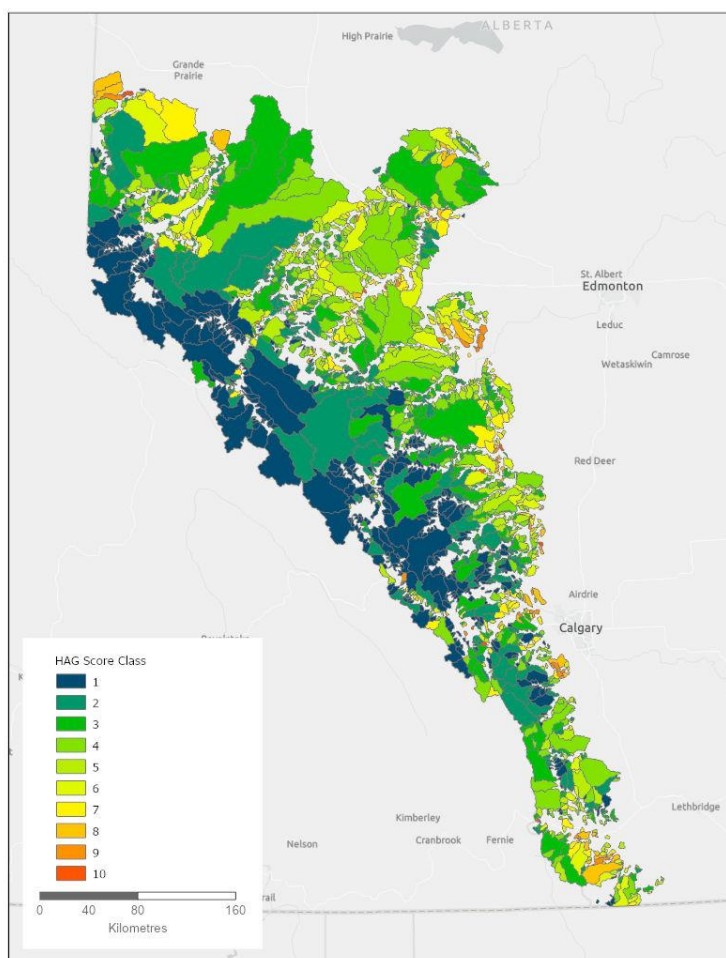 ALBERTA
High Prairie
Grande
Prairie
St. Albert
Edmonton
Leduc
Camrose
Wetaskiwin
Red Deer
Airdrie
Calgary
HAG Score Class
1
2
3
4
5
6
7
8
9
10
0 40 80 160
Kilometres
Lethbridge
Kimberley
Cranbrook
Fernie
Nelson